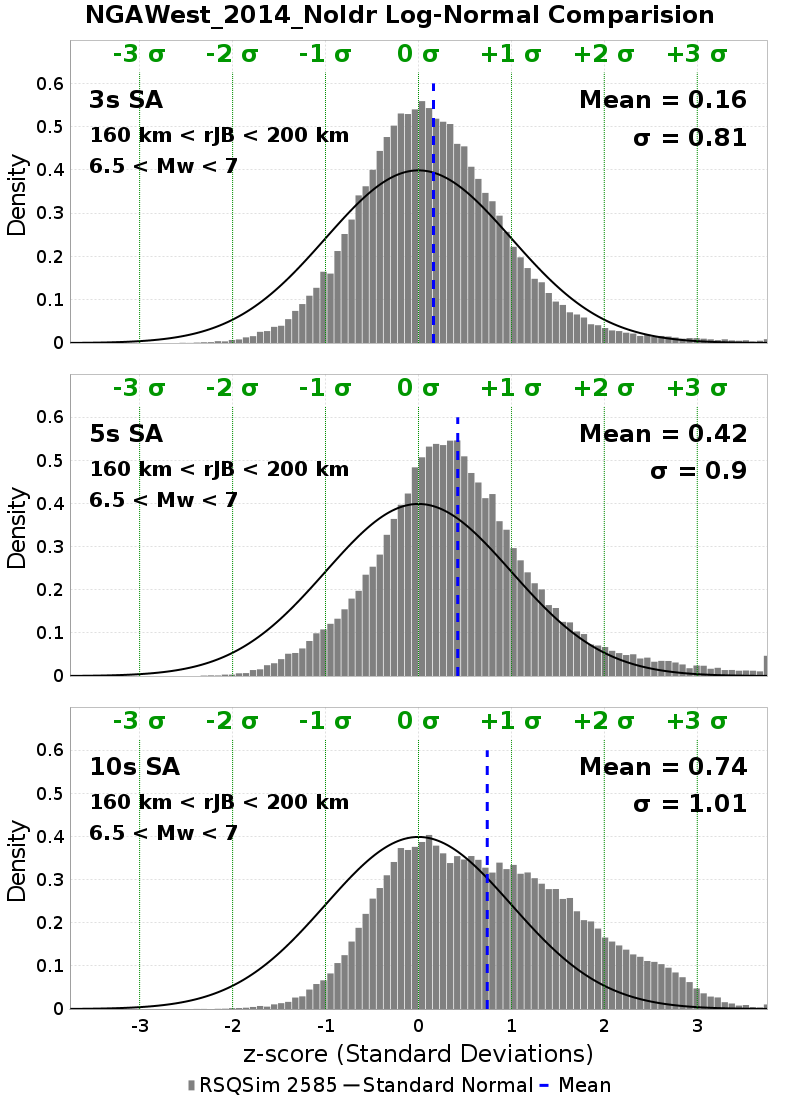 NGAWest_2014_NoIdr Log-Normal Comparision
-3 σ -2 σ -1 σ 0 σ +1 σ +2 σ +3 σ
0.6
3s SA Mean = 0.16
0.5
160 km < rJB < 200 km σ = 0.81
6.5 < Mw < 7
0.4
Density
0.3
0.2
0.1
0
-3 σ -2 σ -1 σ 0 σ +1 σ +2 σ +3 σ
0.6
5s SA Mean = 0.42
0.5
160 km < rJB < 200 km σ = 0.9
6.5 < Mw < 7
0.4
Density
0.3
0.2
0.1
0
-3 σ -2 σ -1 σ 0 σ +1 σ +2 σ +3 σ
0.6
10s SA Mean = 0.74
0.5
160 km < rJB < 200 km σ = 1.01
6.5 < Mw < 7
0.4
Density
0.3
0.2
0.1
0
-3 -2 -1 0 1 2 3
z-score (Standard Deviations)
RSQSim 2585 Standard Normal Mean